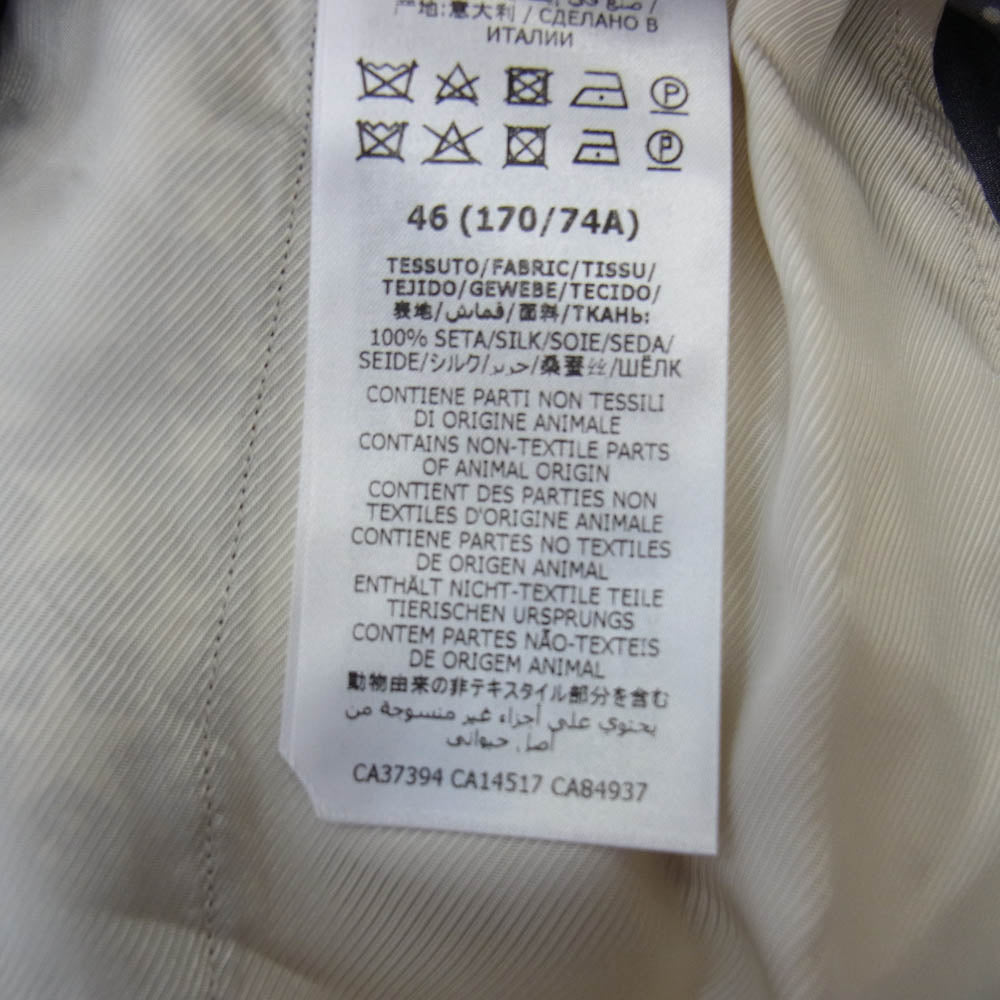 产地:意大利 / СДЕЛАНО В
ИТАЛИИ
P
P
46 (170/74A)
TESSUTO/FABRIC/TISSU/
TEJIDO/GEWEBE/TECIDO/
表地/قماش/面料/ТКАНЬ:
100% SETA/SILK/SOIE/SEDA/
SEIDE/シルク/حرير/桑蚕丝/ШЁЛК
CONTIENE PARTI NON TESSILI
DI ORIGINE ANIMALE
CONTAINS NON-TEXTILE PARTS
OF ANIMAL ORIGIN
CONTIENT DES PARTIES NON
TEXTILES D'ORIGINE ANIMALE
CONTIENE PARTES NO TEXTILES
DE ORIGEN ANIMAL
ENTHÄLT NICHT-TEXTILE TEILE
TIERISCHEN URSPRUNGS
CONTEM PARTES NÃO-TEXTEIS
DE ORIGEM ANIMAL
動物由来の非テキスタイル部分を含む
يحتوي على أجزاء غير منسوجة من
أصل حيواني
CA37394 CA14517 CA84937